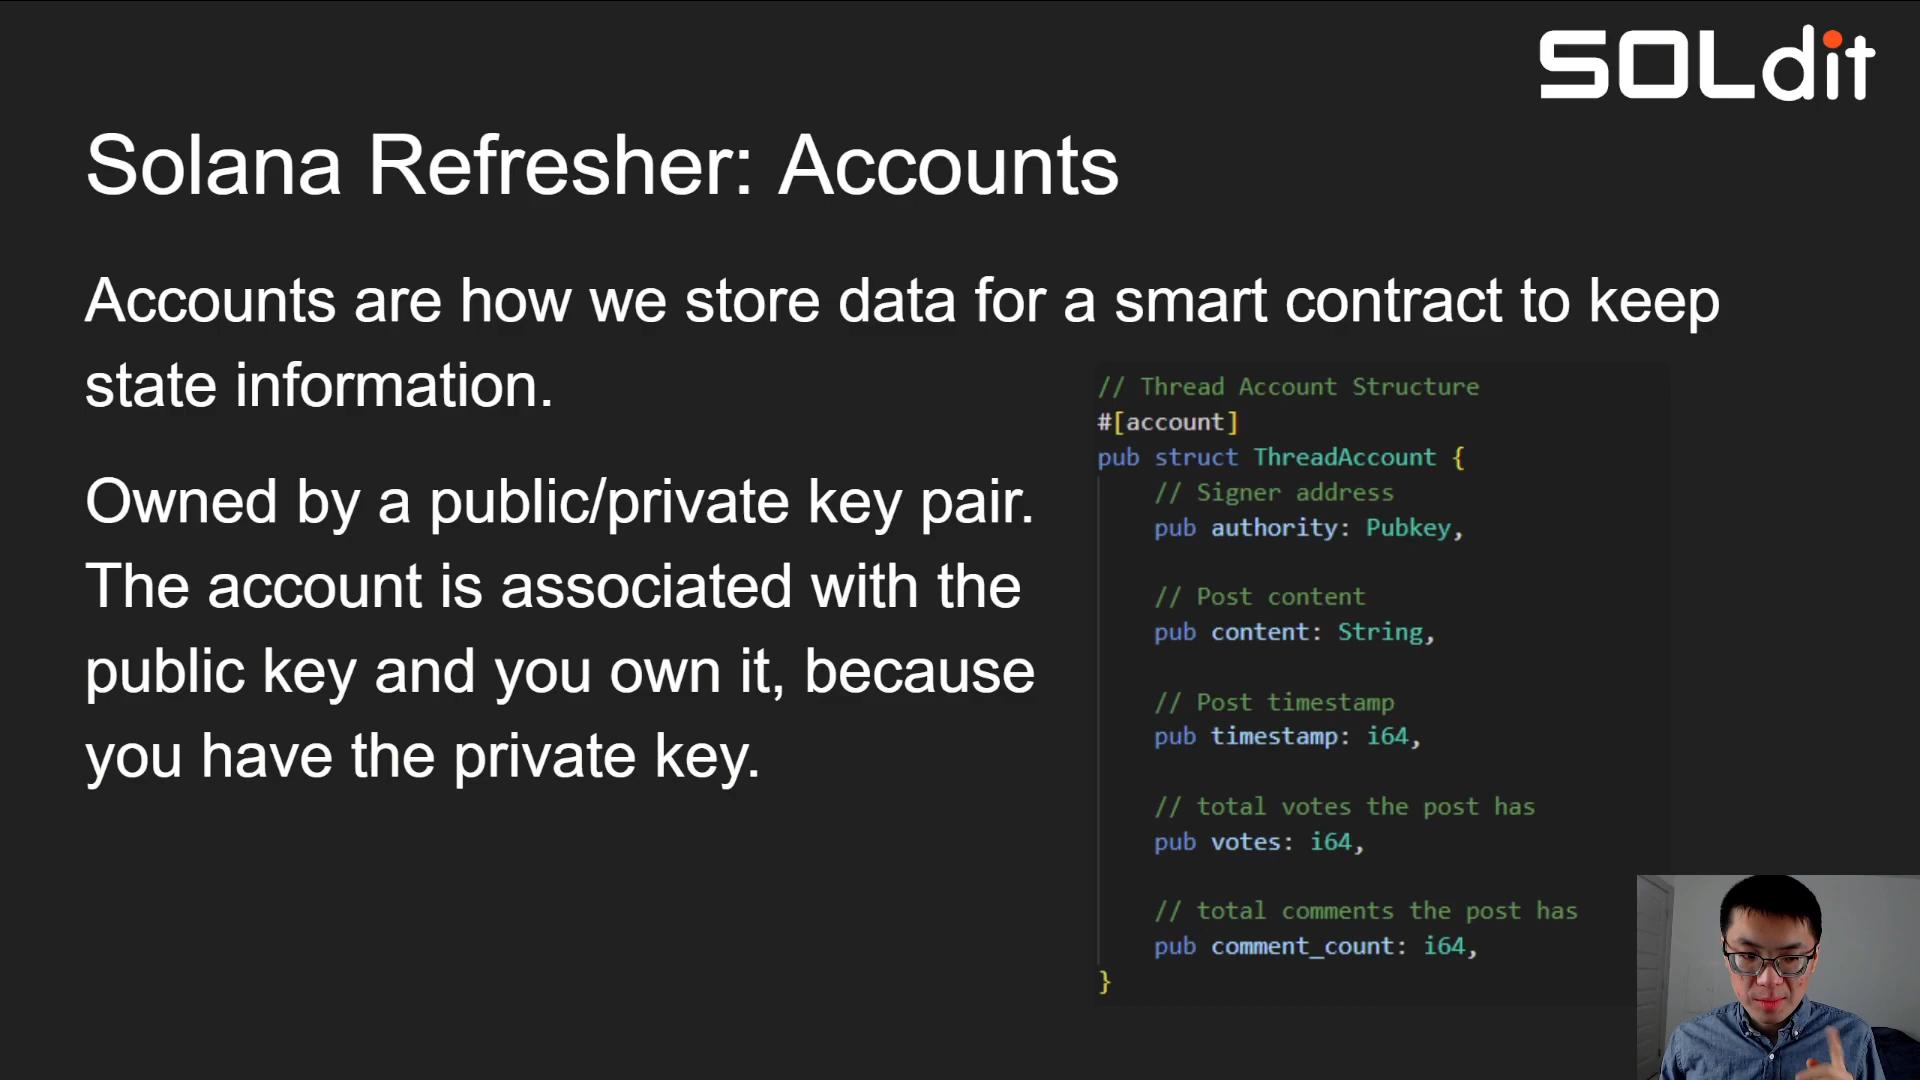 SOLdit
Solana Refresher: Accounts
Accounts are how we store data for a smart contract to keep
state information.
Owned by a public/private key pair.
The account is associated with the
public key and you own it, because
you have the private key.
// Thread Account Structure
#[account]
pub struct ThreadAccount {
// Signer address
pub authority: Pubkey,
// Post content
pub content: String,
// Post timestamp
pub timestamp: i64,
// total votes the post has
pub votes: i64,
// total comments the post has
pub comment_count: i64,
}